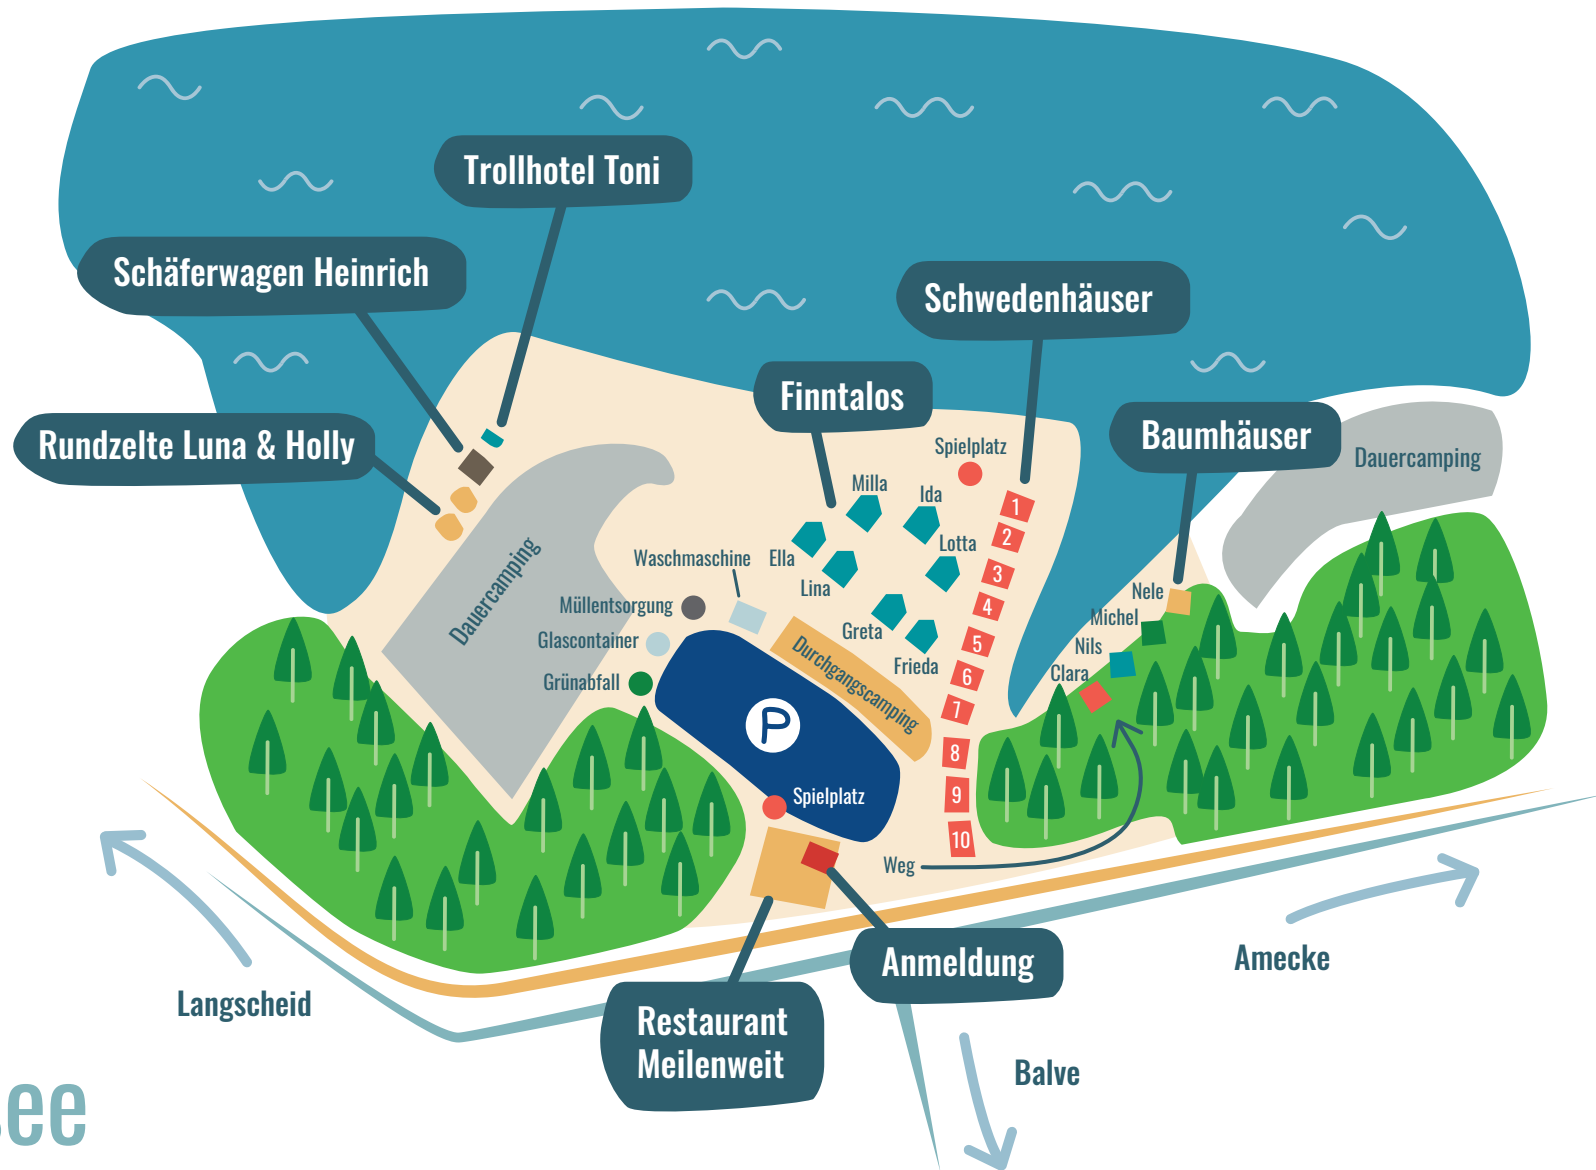 Trollhotel Toni
Schäferwagen Heinrich
Schwedenhäuser
Finntalos
Rundzelte Luna & Holly
Baumhäuser
Dauercamping
Spielplatz
Milla
Ida
1
2
Lotta
Ella
Waschmaschine
Lina
3
Dauercamping
Nele
Müllentsorgung
4
Michel
Greta
Glascontainer
5
Nils
Durchgangscamping
Frieda
6
Clara
Grünabfall
7
P
8
Spielplatz
9
10
Weg
Anmeldung
Amecke
Langscheid
Restaurant
Meilenweit
Balve